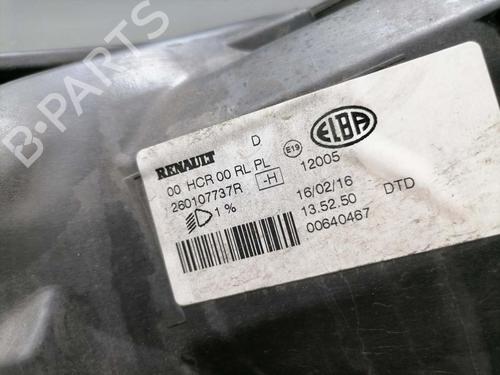 B-PARTS
RENAULT D E19 ELBA
00 HCR 00 RL PL 12005
260107737R -H
1 % 16/02/16
13.52.50 DTD
00640467